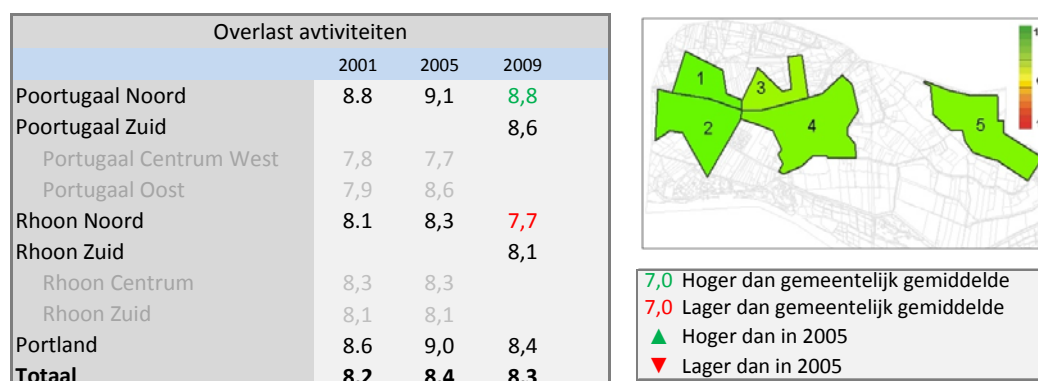 Overlast avtiviteiten
2001 2005 2009
Poortugaal Noord 8.8 9,1 8,8
Poortugaal Zuid 8,6
Portugaal Centrum West 7,8 7,7
Portugaal Oost 7,9 8,6
Rhoon Noord 8.1 8,3 7,7
Rhoon Zuid 8,1
Rhoon Centrum 8,3 8,3
Rhoon Zuid 8,1 8,1
Portland 8.6 9,0 8,4
Totaal 8.2 8.4 8.3
1
2
3
4
5
7,0 Hoger dan gemeentelijk gemiddelde
7,0 Lager dan gemeentelijk gemiddelde
▲ Hoger dan in 2005
▼ Lager dan in 2005